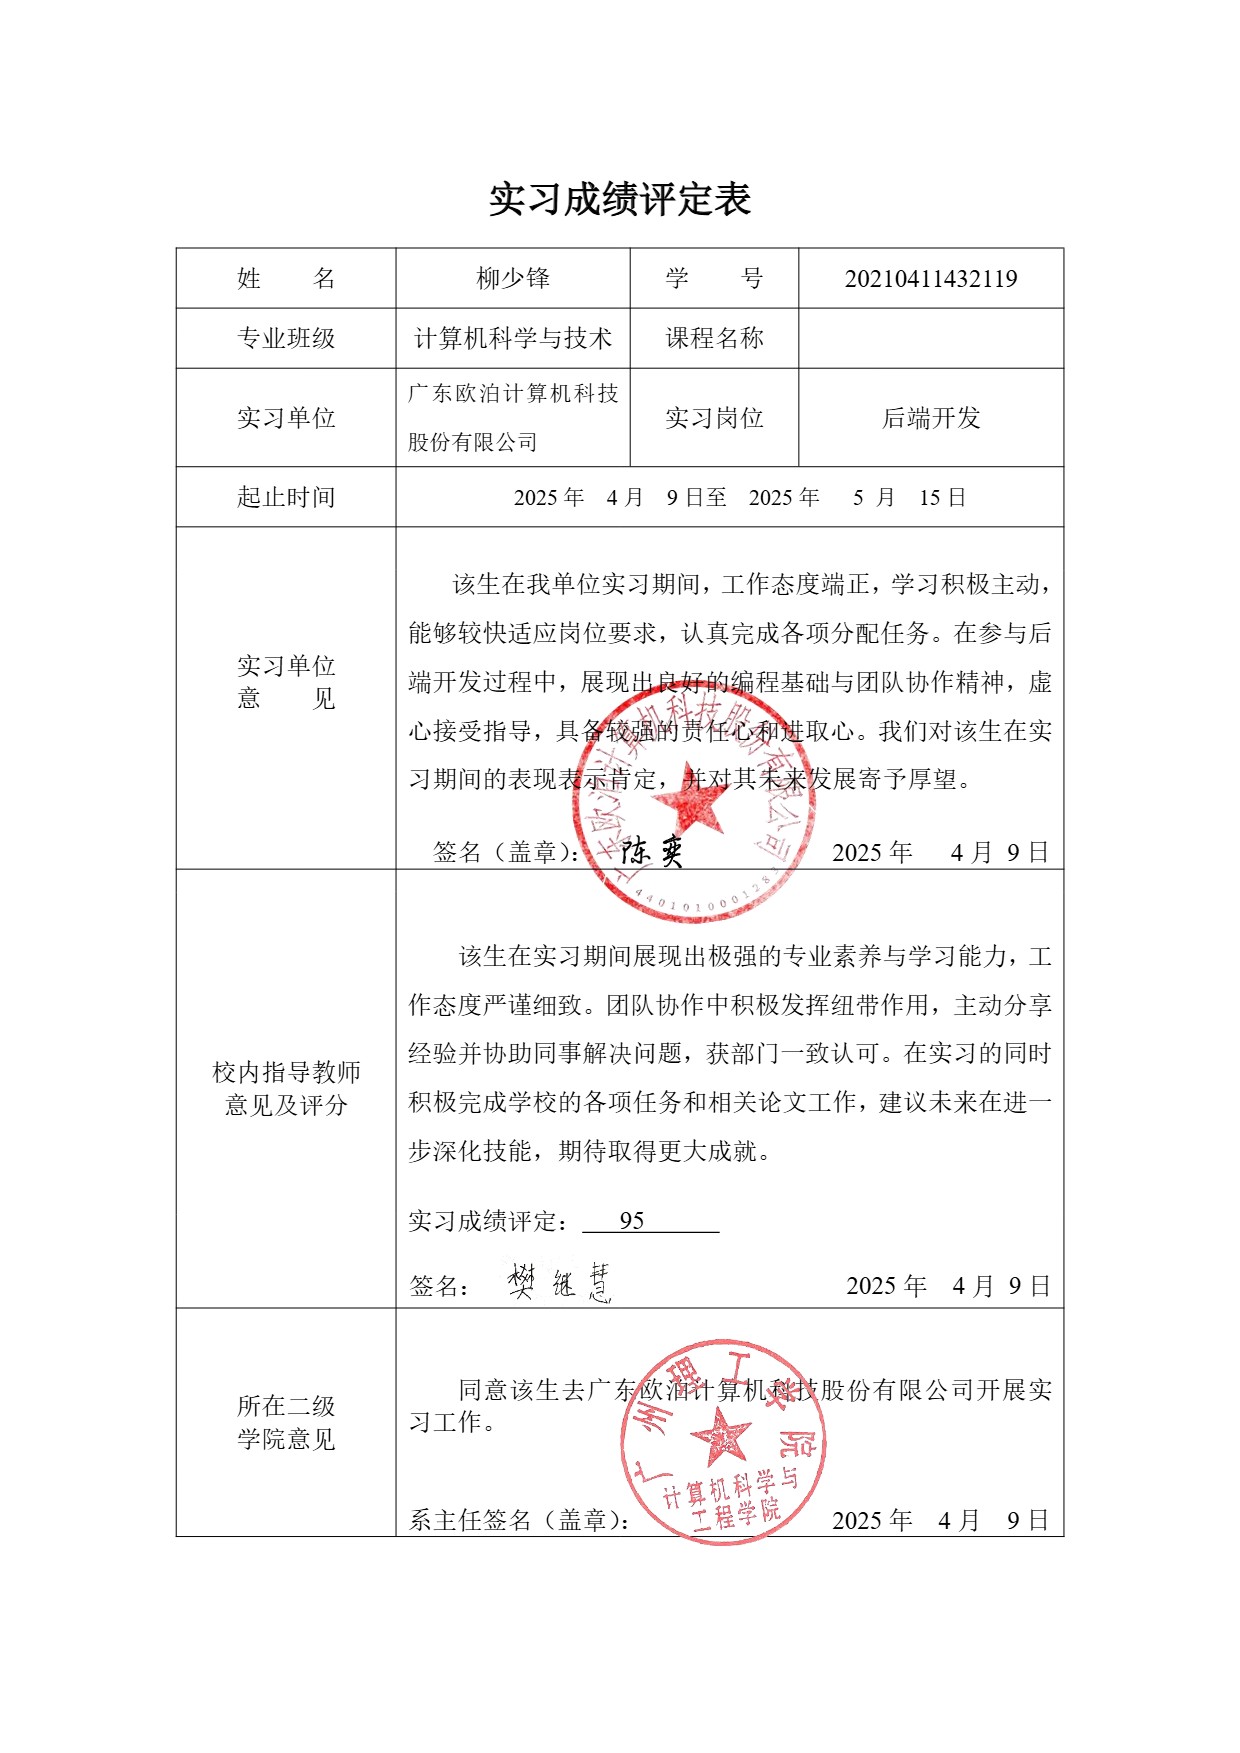 实习成绩评定表
姓 名 柳少锋 学 号 20210411432119
专业班级 计算机科学与技术 课程名称
实习单位 广东欧泊计算机科技股份有限公司 实习岗位 后端开发
起止时间 2025 年 4 月 9 日至 2025 年 5 月 15 日
实习单位
意 见
该生在我单位实习期间，工作态度端正，学习积极主动，
能够较快适应岗位要求，认真完成各项分配任务。在参与后
端开发过程中，展现出良好的编程基础与团队协作精神，虚
心接受指导，具备较强的责任心和进取心。我们对该生在实
习期间的表现表示肯定，并对其未来发展寄予厚望。
签名（盖章）： 陈奕 2025 年 4 月 9 日
广东欧泊计算机科技股份有限公司
4401010001283
校内指导教师
意见及评分
该生在实习期间展现出极强的专业素养与学习能力，工
作态度严谨细致。团队协作中积极发挥纽带作用，主动分享
经验并协助同事解决问题，获部门一致认可。在实习的同时
积极完成学校的各项任务和相关论文工作，建议未来在进一
步深化技能，期待取得更大成就。
实习成绩评定： 95
签名： 樊继慧 2025 年 4 月 9 日
所在二级
学院意见
同意该生去广东欧泊计算机科技股份有限公司开展实
习工作。
系主任签名（盖章）： 2025 年 4 月 9 日
广州理工学院
计算机科学与
工程学院